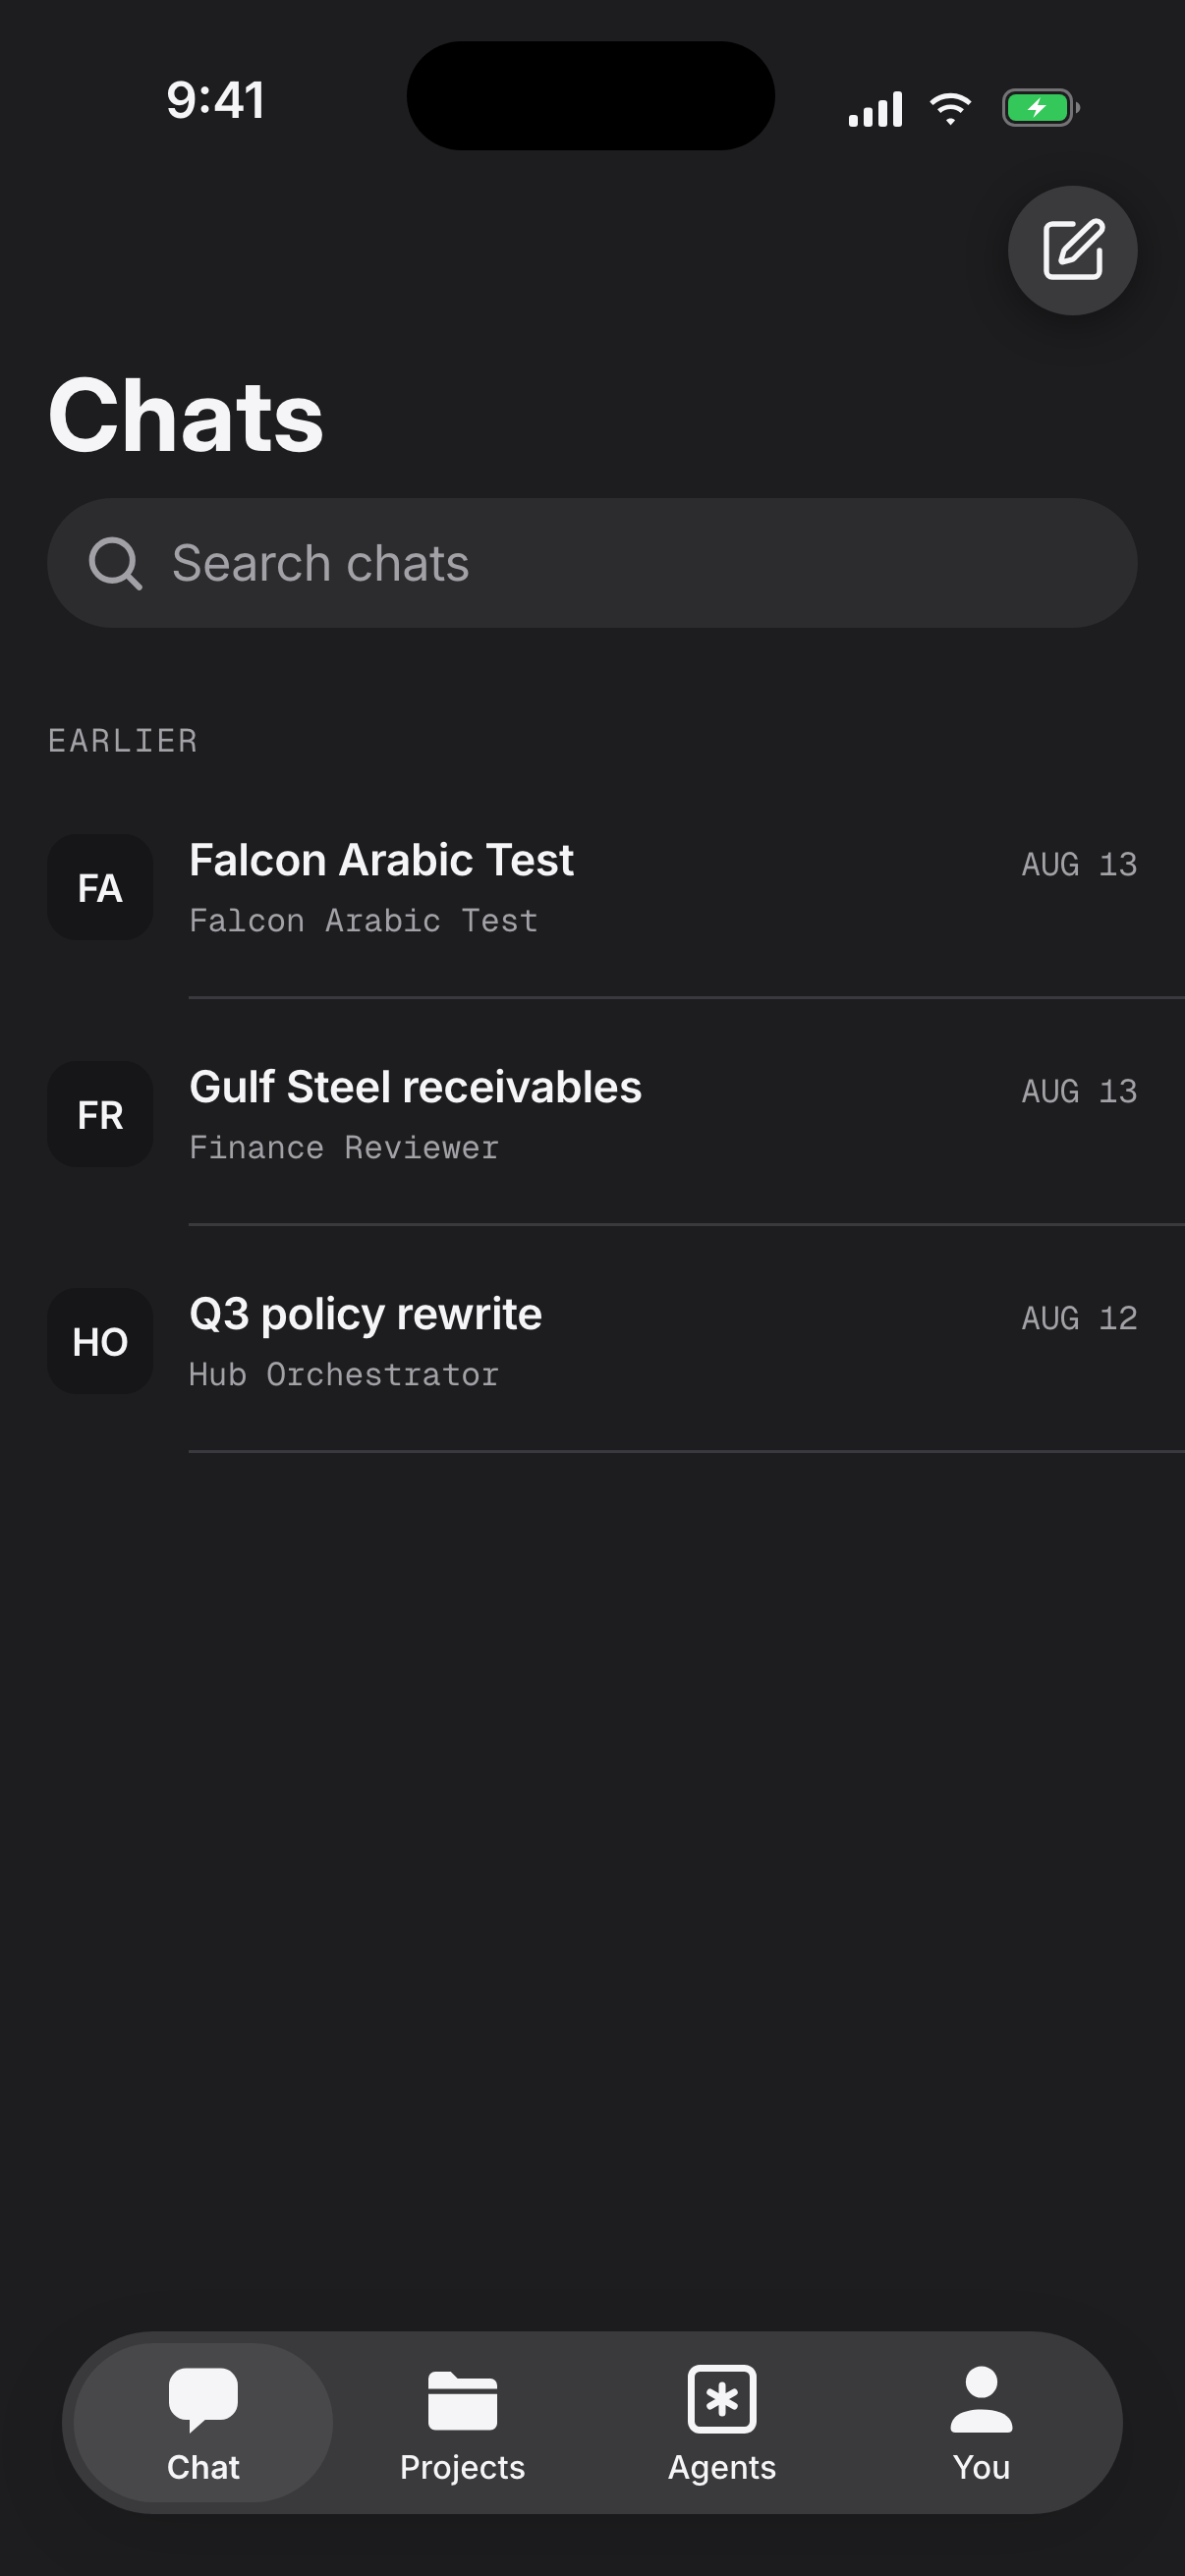 9:41
Chats
Search chats
EARLIER
FA
Falcon Arabic Test
AUG 13
Falcon Arabic Test
FR
Gulf Steel receivables
AUG 13
Finance Reviewer
HO
Q3 policy rewrite
AUG 12
Hub Orchestrator
Chat
Projects
Agents
You